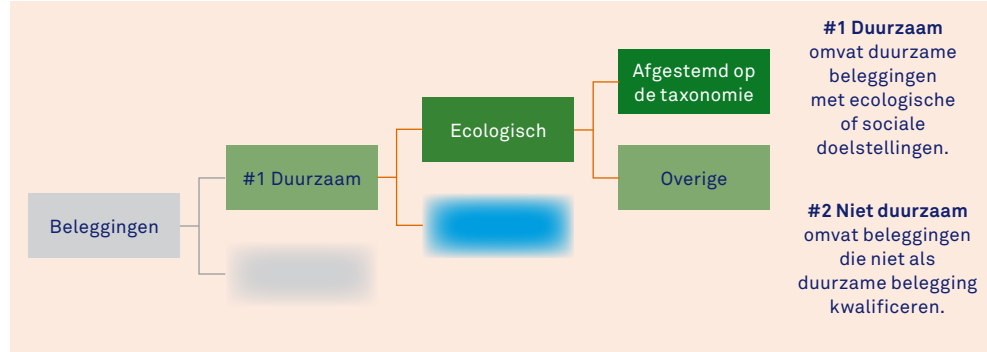 Beleggingen
#1 Duurzaam
Ecologisch
Afgestemd op
de taxonomie
Overige
#1 Duurzaam
omvat duurzame
beleggingen
met ecologische
of sociale
doelstellingen.
#2 Niet duurzaam
omvat beleggingen
die niet als
duurzame belegging
kwalificeren.